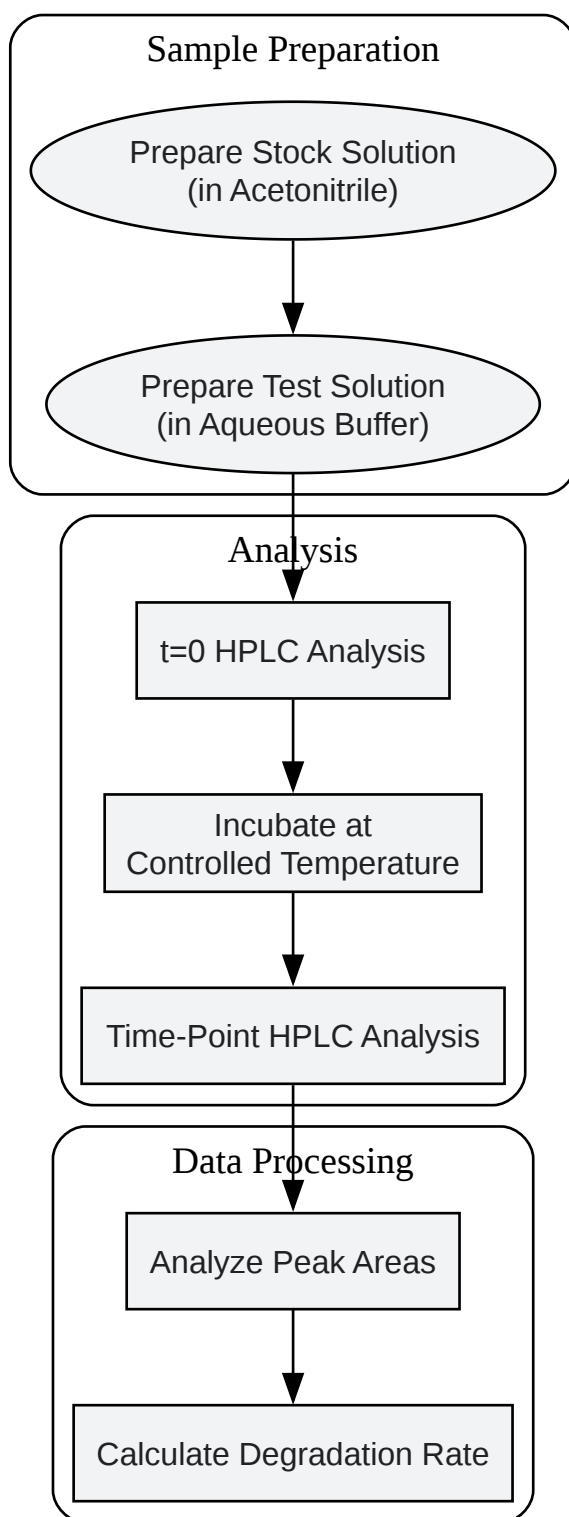 Sample Preparation
Prepare Stock Solution
(in Acetonitrile)
Prepare Test Solution
(in Aqueous Buffer)
Analysis
t=0 HPLC Analysis
Incubate at
Controlled Temperature
Time-Point HPLC Analysis
Data Processing
Analyze Peak Areas
Calculate Degradation Rate